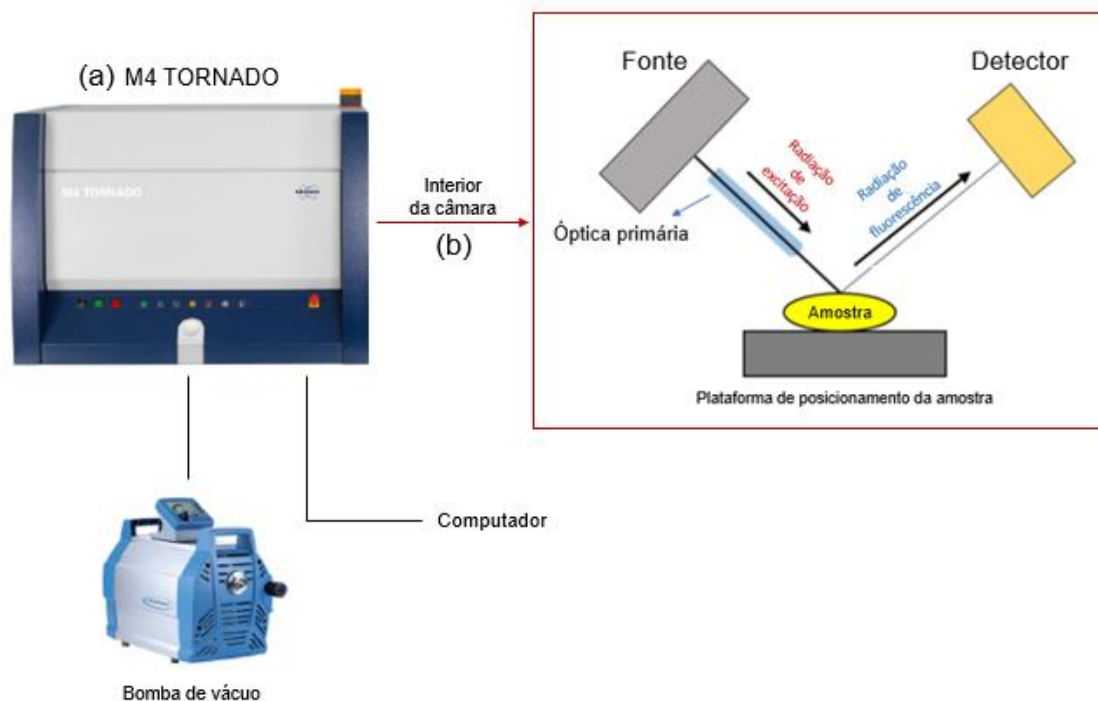 (a) M4 TORNADO
M4 TORNADO
Interior
da câmara
(b)
Fonte
Detector
Radiação
de
excitação
Radiação
de
fluorescência
Óptica primária
Amostra
Plataforma de posicionamento da amostra
Computador
Bomba de vácuo